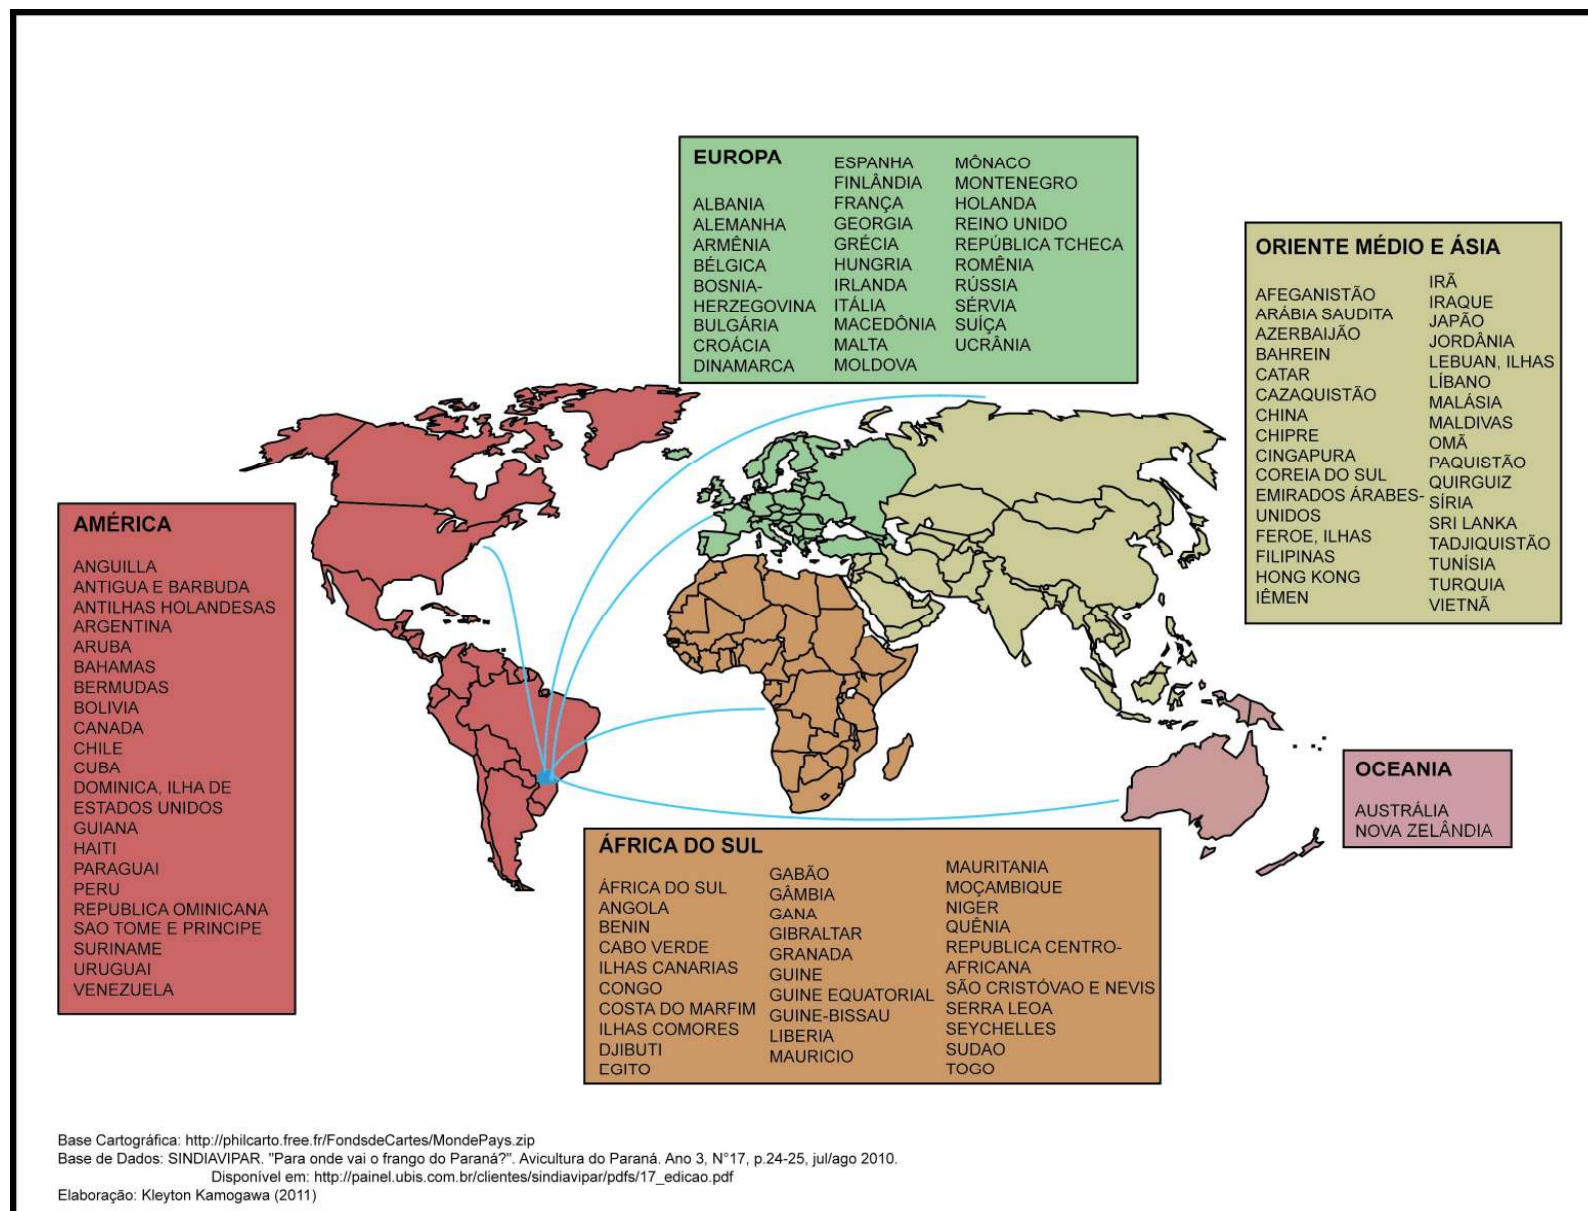 EUROPA
ALBANIA
ALEMANHA
ARMÊNIA
BÉLGICA
BOSNIA-
HERZEGOVINA
BULGÁRIA
CROÁCIA
DINAMARCA
ESPANHA
FINLÂNDIA
FRANÇA
GEORGIA
GRÉCIA
HUNGRIA
IRLANDA
ITÁLIA
MACEDÔNIA
MALTA
MOLDOVA
MÔNACO
MONTENEGRO
HOLANDA
REINO UNIDO
REPÚBLICA TCHECA
ROMÊNIA
RÚSSIA
SÉRVIA
SUÍÇA
UCRÂNIA
ORIENTE MÉDIO E ÁSIA
AFEGANISTÃO
ARÁBIA SAUDITA
AZERBAIJÃO
BAHREIN
CATAR
CAZAQUISTÃO
CHINA
CHIPRE
CINGAPURA
COREIA DO SUL
EMIRADOS ÁRABES-
UNIDOS
FEROE, ILHAS
FILIPINAS
HONG KONG
IÊMEN
IRÃ
IRAQUE
JAPÃO
JORDÂNIA
LEBUAN, ILHAS
LÍBANO
MALÁSIA
MALDIVAS
OMÃ
PAQUISTÃO
QUIRGUIZ
SÍRIA
SRI LANKA
TADJIQUISTÃO
TUNÍSIA
TURQUIA
VIETNÃ
AMÉRICA
ANGUILLA
ANTIGUA E BARBUDA
ANTILHAS HOLANDESAS
ARGENTINA
ARUBA
BAHAMAS
BERMUDAS
BOLIVIA
CANADA
CHILE
CUBA
DOMINICA, ILHA DE
ESTADOS UNIDOS
GUIANA
HAITI
PARAGUAI
PERU
REPUBLICA OMINICANA
SAO TOME E PRINCIPE
SURINAME
URUGUAI
VENEZUELA
OCEANIA
AUSTRÁLIA
NOVA ZELÂNDIA
ÁFRICA DO SUL
ÁFRICA DO SUL
ANGOLA
BENIN
CABO VERDE
ILHAS CANARIAS
CONGO
COSTA DO MARFIM
ILHAS COMORES
DJIBUTI
EGITO
GABÃO
GÂMBIA
GANA
GIBRALTAR
GRANADA
GUINE
GUINE EQUATORIAL
GUINE-BISSAU
LIBERIA
MAURICIO
MAURITANIA
MOÇAMBIQUE
NIGER
QUÊNIA
REPUBLICA CENTRO-
AFRICANA
SÃO CRISTÓVAO E NEVIS
SERRA LEOA
SEYCHELLES
SUDAO
TOGO
Base Cartográfica: http://philcarto.free.fr/FondsdeCartes/MondePays.zip
Base de Dados: SINDIAVIPAR. "Para onde vai o frango do Paraná?". Avicultura do Paraná. Ano 3, N°17, p.24-25, jul/ago 2010.
Disponível em: http://painel.ubis.com.br/clientes/sindiavipar/pdfs/17_edicao.pdf
Elaboração: Kleyton Kamogawa (2011)